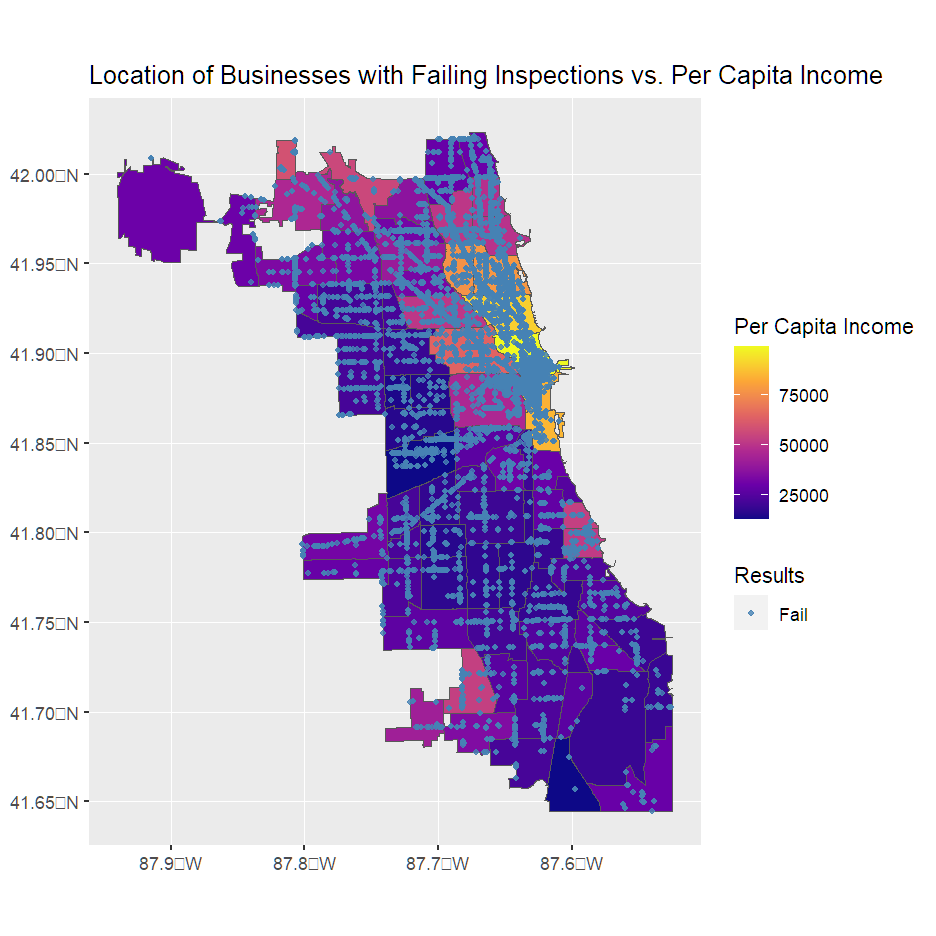 Location of Businesses with Failing Inspections vs. Per Capita Income
42.00□N
41.95□N
41.90□N
41.85□N
41.80□N
41.75□N
41.70□N
41.65□N
87.9□W
87.8□W
87.7□W
87.6□W
Per Capita Income
75000
50000
25000
Results
Fail